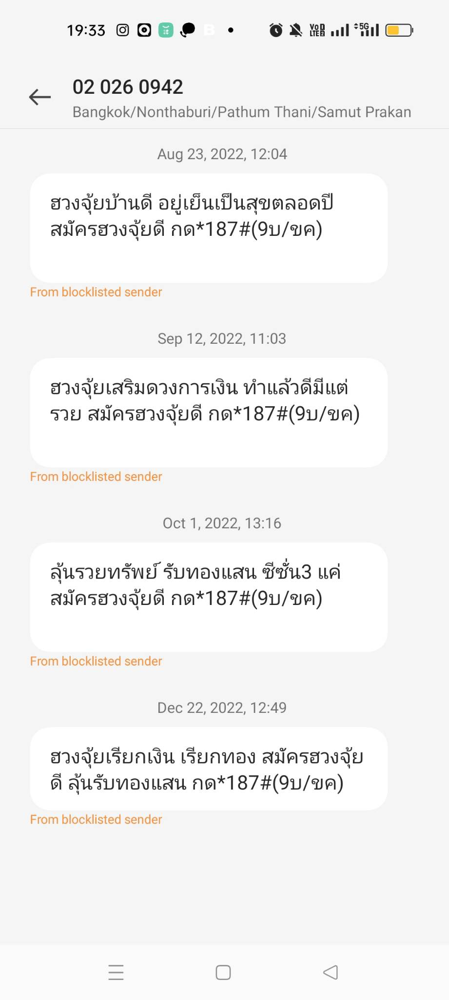 19:33
B
VoD
LTE2
5G
02 026 0942
Bangkok/Nonthaburi/Pathum Thani/Samut Prakan
Aug 23, 2022, 12:04
ฮวงจุ้ยบ้านดี อยู่เย็นเป็นสุขตลอดปี
สมัครฮวงจุ้ยดี กด*187#(9บ/ขค)
From blocklisted sender
Sep 12, 2022, 11:03
ฮวงจุ้ยเสริมดวงการเงิน ทำแล้วดีมีแต่
รวย สมัครฮวงจุ้ยดี กด*187#(9บ/ขค)
From blocklisted sender
Oct 1, 2022, 13:16
ลุ้นรวยทรัพย์ รับทองแสน ซีซั่น3 แค่
สมัครฮวงจุ้ยดี กด*187#(9บ/ขค)
From blocklisted sender
Dec 22, 2022, 12:49
ฮวงจุ้ยเรียกเงิน เรียกทอง สมัครฮวงจุ้ย
ดี ลุ้นรับทองแสน กด*187#(9บ/ขค)
From blocklisted sender